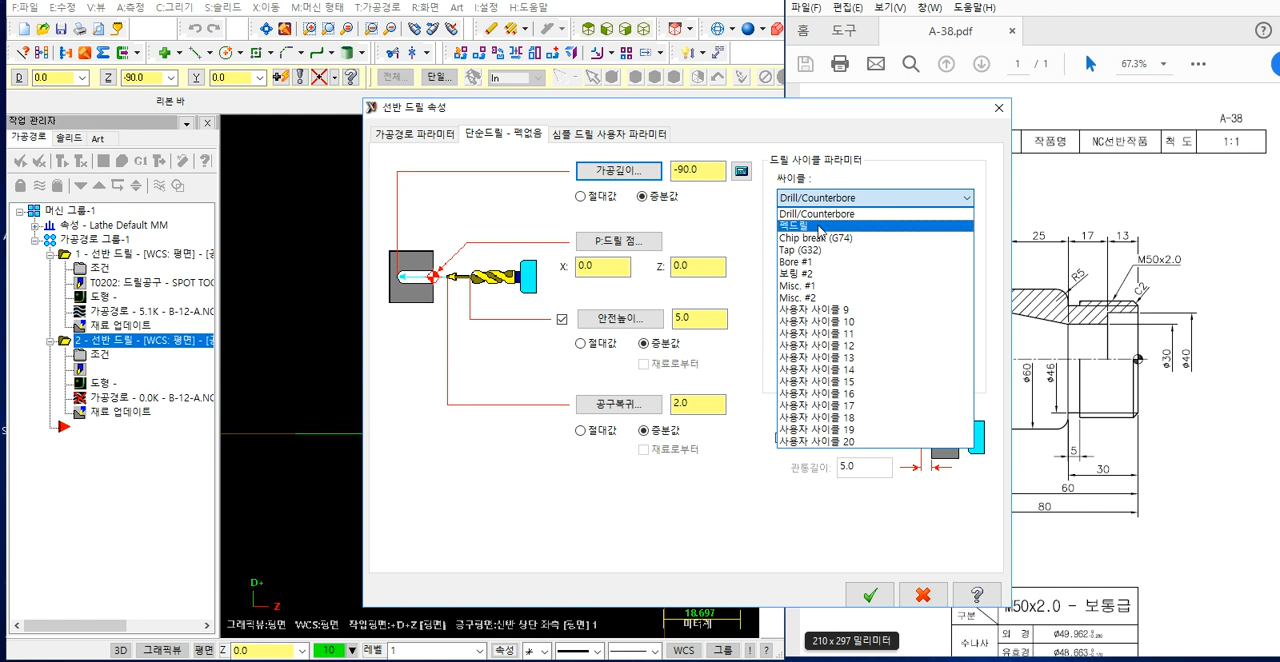 F:파일 E:수정 V:뷰 A:측정 C:그리기 S:솔리드 X:이동 M:머신 형태 T:가공경로 R:화면 Art I:설정 H:도움말
파일(F) 편집(E) 보기(V) 창(W) 도움말(H)
홈 도구 A-38.pdf ×
1 / 1 67.3%
D 0.0 Z -90.0 Y 0.0 전체... 단일... In
리본 바
작업 관리자
가공경로 솔리드 Art
머신 그룹-1
속성 - Lathe Default MM
가공경로 그룹-1
1 - 선반 드릴 - [WCS: 평면] -
조건
T0202: 드릴공구 - SPOT TOO
도형 -
가공경로 - 5.1K - B-12-A.NC
재료 업데이트
2 - 선반 드릴 - [WCS: 평면] -
조건
도형 -
가공경로 - 0.0K - B-12-A.NC
재료 업데이트
선반 드릴 속성
가공경로 파라미터 단순드릴 - 펙없음 심플 드릴 사용자 파라미터
가공깊이... -90.0
절대값 증분값
P:드릴 점...
X: 0.0 Z: 0.0
안전높이... 5.0
절대값 증분값
재료로부터
공구복귀... 2.0
절대값 증분값
재료로부터
드릴 사이클 파라미터
싸이클 :
Drill/Counterbore
Drill/Counterbore
펙드릴
Chip break (G74)
Tap (G32)
Bore #1
보링 #2
Misc. #1
Misc. #2
사용자 사이클 9
사용자 사이클 10
사용자 사이클 11
사용자 사이클 12
사용자 사이클 13
사용자 사이클 14
사용자 사이클 15
사용자 사이클 16
사용자 사이클 17
사용자 사이클 18
사용자 사이클 19
사용자 사이클 20
관통길이: 5.0
A-38
작품명 NC선반작품 척 도 1:1
25 17 13
M50x2.0
R5
C2
ø60 ø46 ø30 ø40
5
30
60
80
M50x2.0 - 보통급
구분
수나사 외 경 ø49.962
유효경 ø48.663
210 x 297 밀리미터
D+
Z
18.697
미터계
그래픽뷰:평면 WCS:평면 작업평면:+D+Z [평면] 공구평면:선반 상단 좌측 [평면] 1
3D 그래픽뷰 평면 Z 0.0 10 레벨 1 속성 WCS 그룹 ! ?